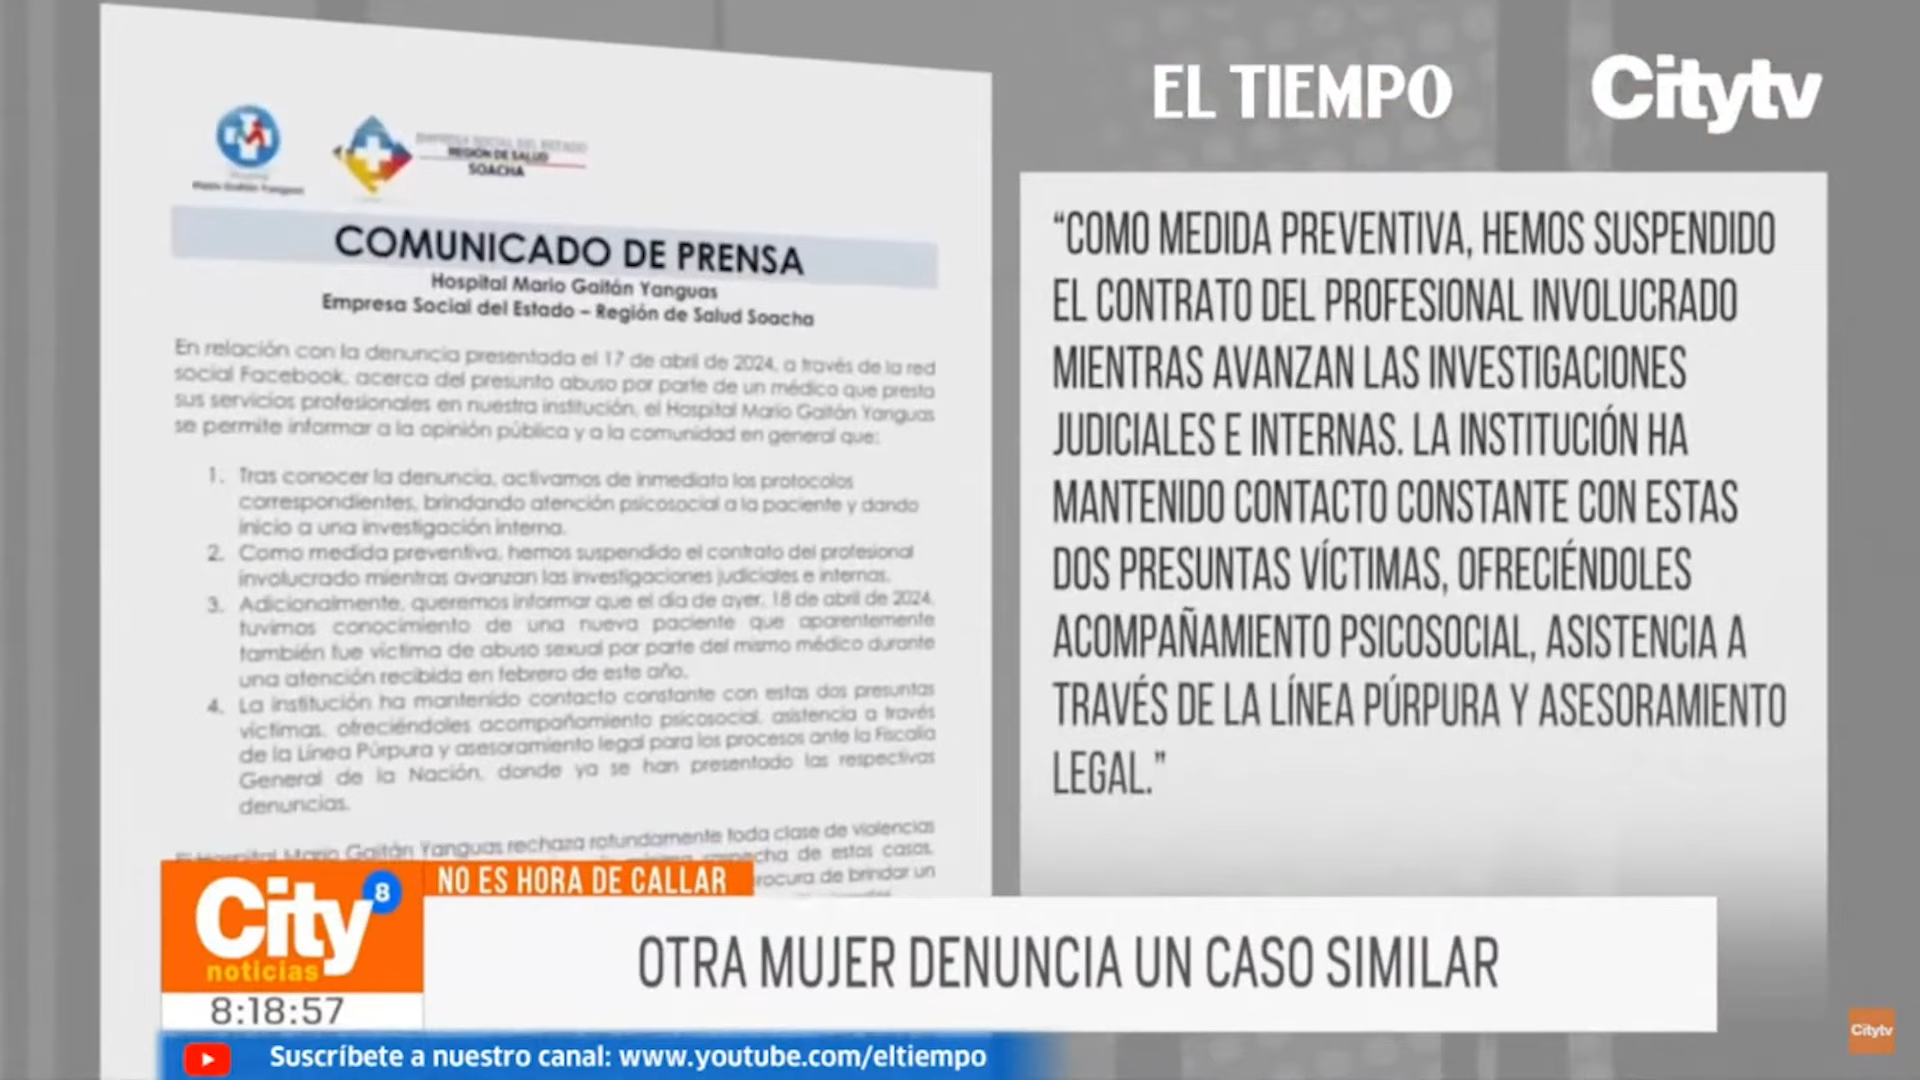 EMPRESA SOCIAL DEL ESTADO
REGIÓN DE SALUD
SOACHA
Mario Gaitán Yanguas
COMUNICADO DE PRENSA
Hospital Mario Gaitán Yanguas
Empresa Social del Estado – Región de Salud Soacha
En relación con la denuncia presentada el 17 de abril de 2024, a través de la red
social Facebook, acerca del presunto abuso por parte de un médico que presta
sus servicios profesionales en nuestra institución, el Hospital Mario Gaitán Yanguas
se permite informar a la opinión pública y a la comunidad en general que:
1. Tras conocer la denuncia, activamos de inmediato los protocolos
correspondientes, brindando atención psicosocial a la paciente y dando
inicio a una investigación interna.
2. Como medida preventiva, hemos suspendido el contrato del profesional
involucrado mientras avanzan las investigaciones judiciales e internas.
3. Adicionalmente, queremos informar que el día de ayer, 18 de abril de 2024,
tuvimos conocimiento de una nueva paciente que aparentemente
también fue víctima de abuso sexual por parte del mismo médico durante
una atención recibida en febrero de este año.
4. La institución ha mantenido contacto constante con estas dos presuntas
víctimas, ofreciéndoles acompañamiento psicosocial, asistencia a través
de la Línea Púrpura y asesoramiento legal para los procesos ante la Fiscalía
General de la Nación, donde ya se han presentado las respectivas
denuncias.
El Hospital Mario Gaitán Yanguas rechaza rotundamente toda clase de violencias
de estos casos,
de brindar un
EL TIEMPO
Citytv
“COMO MEDIDA PREVENTIVA, HEMOS SUSPENDIDO
EL CONTRATO DEL PROFESIONAL INVOLUCRADO
MIENTRAS AVANZAN LAS INVESTIGACIONES
JUDICIALES E INTERNAS. LA INSTITUCIÓN HA
MANTENIDO CONTACTO CONSTANTE CON ESTAS
DOS PRESUNTAS VÍCTIMAS, OFRECIÉNDOLES
ACOMPAÑAMIENTO PSICOSOCIAL, ASISTENCIA A
TRAVÉS DE LA LÍNEA PÚRPURA Y ASESORAMIENTO
LEGAL.”
NO ES HORA DE CALLAR
City 8
noticias
8:18:57
OTRA MUJER DENUNCIA UN CASO SIMILAR
Suscríbete a nuestro canal: www.youtube.com/eltiempo
Citytv